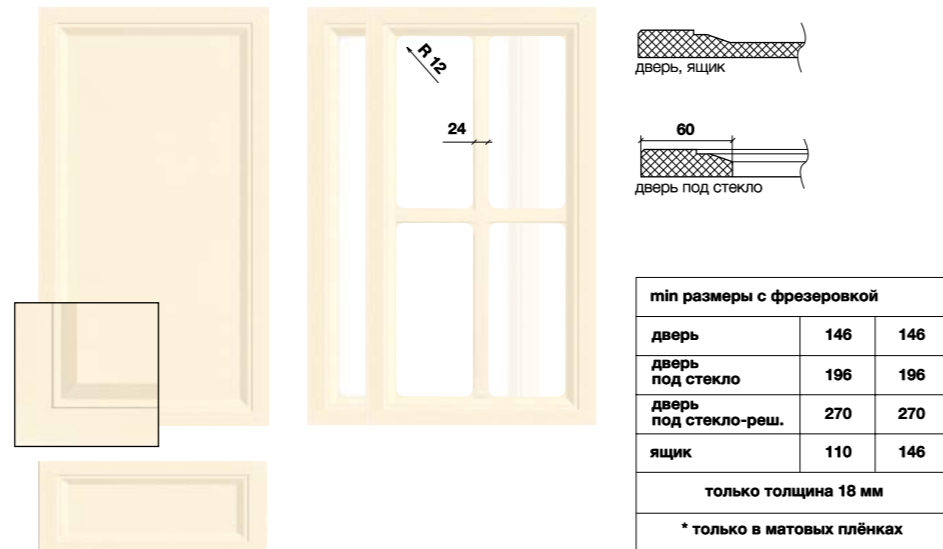 R 12
24
дверь, ящик
60
дверь под стекло
min размеры с фрезеровкой
дверь 146 146
дверь
под стекло 196 196
дверь
под стекло-реш. 270 270
ящик 110 146
только толщина 18 мм
* только в матовых плёнках